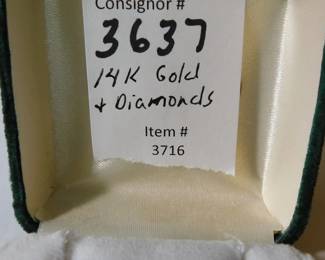 Consignor #
3637
14K Gold
+ Diamonds
Item #
3716